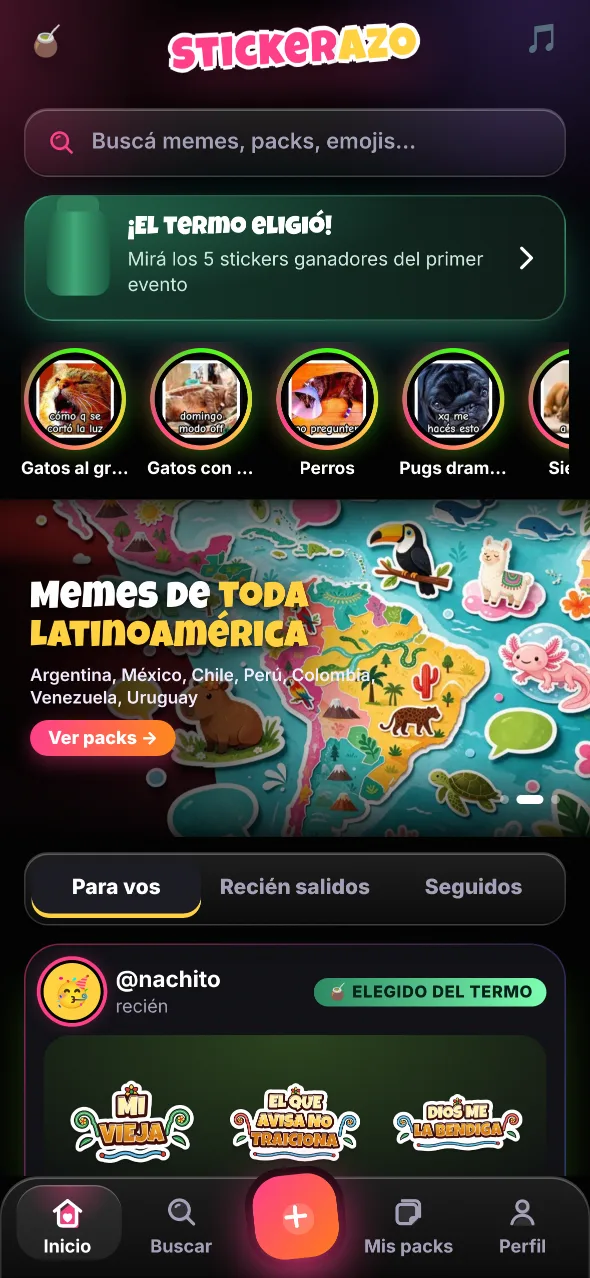 STICKERAZO
Buscá memes, packs, emojis...
¡EL TERMO ELIGIÓ!
Mirá los 5 stickers ganadores del primer
evento
cómo q se
cortó la luz
domingo
modo off
no pregunten
xq me
hacés esto
a
Gatos al gr...
Gatos con ...
Perros
Pugs dram...
Sie
Memes de TODA
LATINOAMÉRICA
Argentina, México, Chile, Perú, Colombia,
Venezuela, Uruguay
Ver packs →
Para vos
Recién salidos
Seguidos
@nachito
recién
ELEGIDO DEL TERMO
MI
VIEJA
EL QUE
AVISA NO
TRAICIONA
DIOS ME
LA BENDIGA
Inicio
Buscar
Mis packs
Perfil